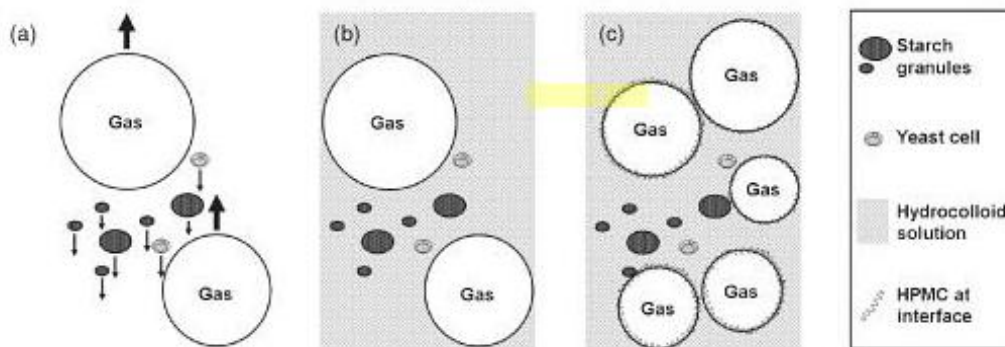 (a)
Gas
Gas
(b)
Gas
Gas
(c)
Gas
Gas
Gas
Gas
Gas
Starch
granules
Yeast cell
Hydrocolloid
solution
HPMC at
interface